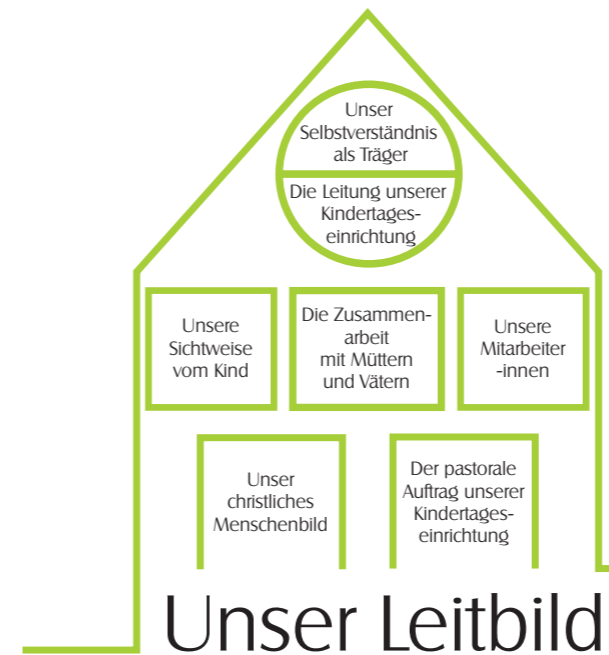 Unser
Selbstverständnis
als Träger
Die Leitung unserer
Kindertages-
einrichtung
Unsere
Sichtweise
vom Kind
Die Zusammen-
arbeit
mit Müttern
und Vätern
Unsere
Mitarbeiter
-innen
Unser
christliches
Menschenbild
Der pastorale
Auftrag unserer
Kindertages-
einrichtung
Unser Leitbild